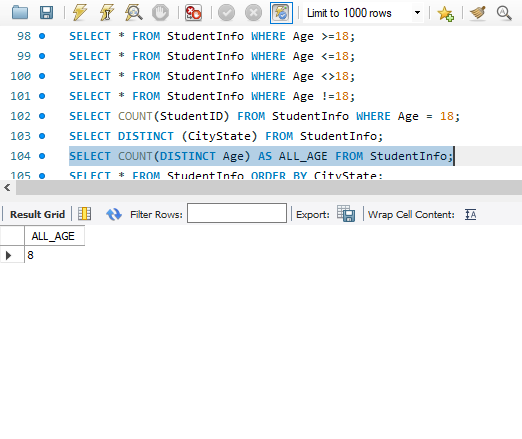 Limit to 1000 rows
98 SELECT * FROM StudentInfo WHERE Age >=18;
99 SELECT * FROM StudentInfo WHERE Age <=18;
100 SELECT * FROM StudentInfo WHERE Age <>18;
101 SELECT * FROM StudentInfo WHERE Age !=18;
102 SELECT COUNT(StudentID) FROM StudentInfo WHERE Age = 18;
103 SELECT DISTINCT (CityState) FROM StudentInfo;
104 SELECT COUNT(DISTINCT Age) AS ALL_AGE FROM StudentInfo;
105 SELECT * FROM StudentInfo ORDER BY CityState;
Result Grid Filter Rows: Export: Wrap Cell Content:
ALL_AGE
8